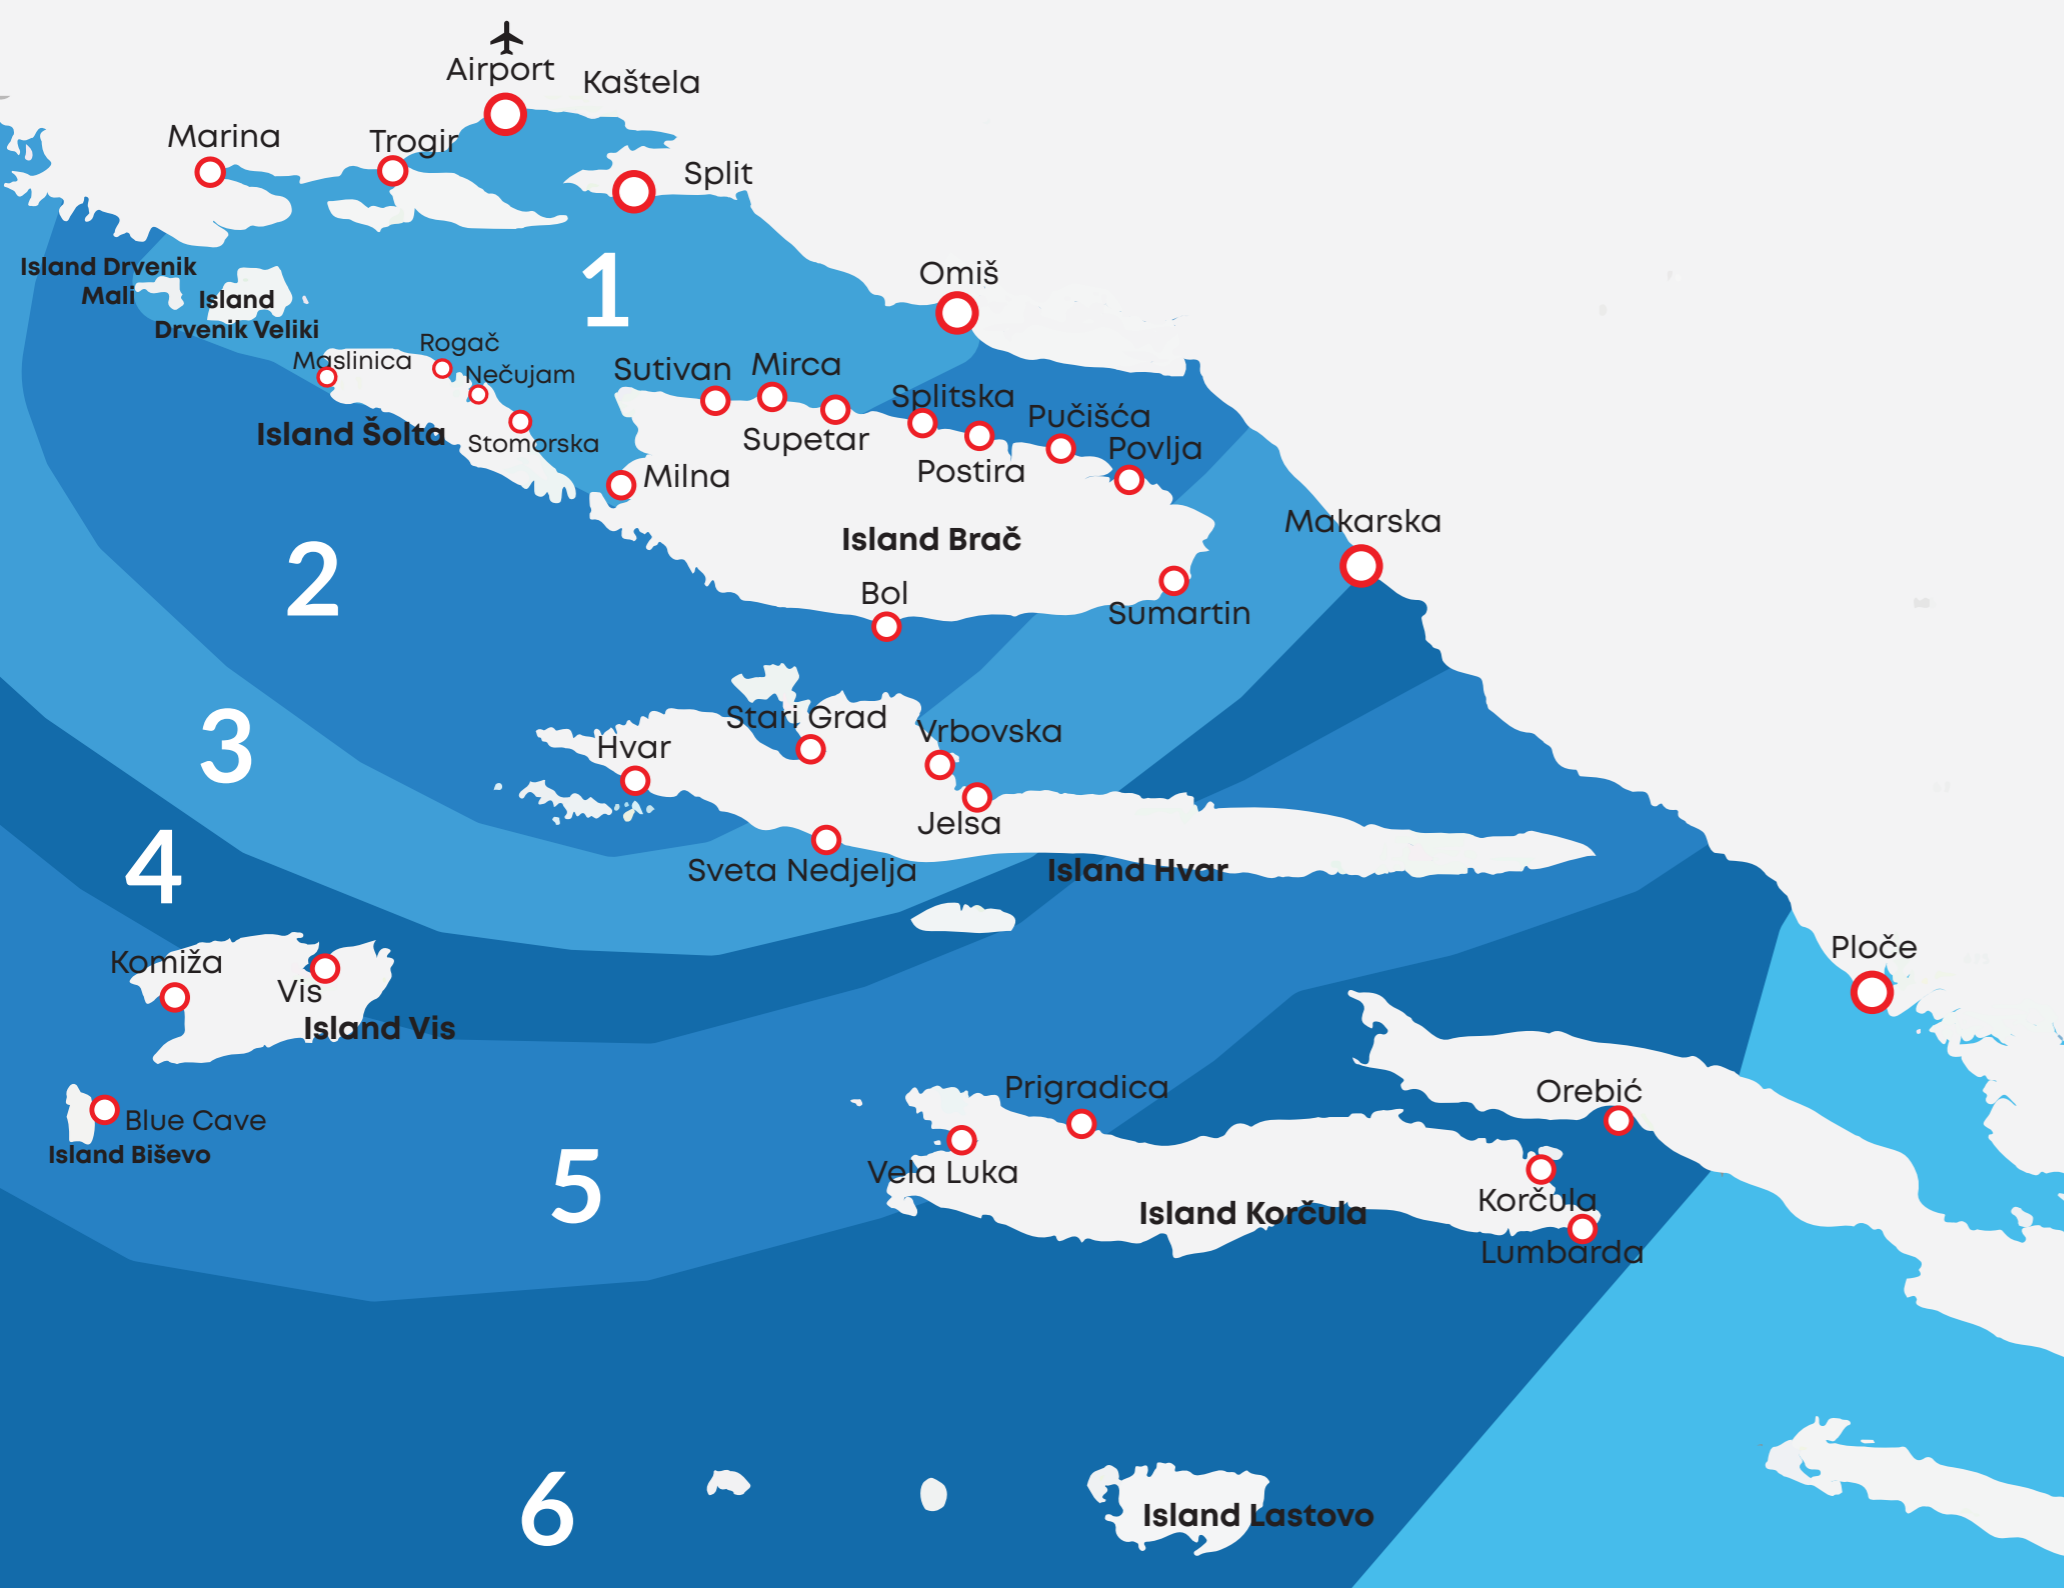 Airport
Kaštela
Marina
Trogir
Split
Island Drvenik
Mali
Island
Drvenik Veliki
1
Omiš
Maslinica
Rogač
Nečujam
Stomorska
Island Šolta
Sutivan
Mirca
Supetar
Splitska
Postira
Pučišća
Povlja
Milna
Island Brač
Makarska
2
Bol
Sumartin
3
Hvar
Stari Grad
Vrbovska
Jelsa
Sveta Nedjelja
Island Hvar
4
Komiža
Vis
Island Vis
Ploče
Blue Cave
Island Biševo
5
Prigradica
Vela Luka
Orebić
Korčula
Island Korčula
Lumbarda
6
Island Lastovo